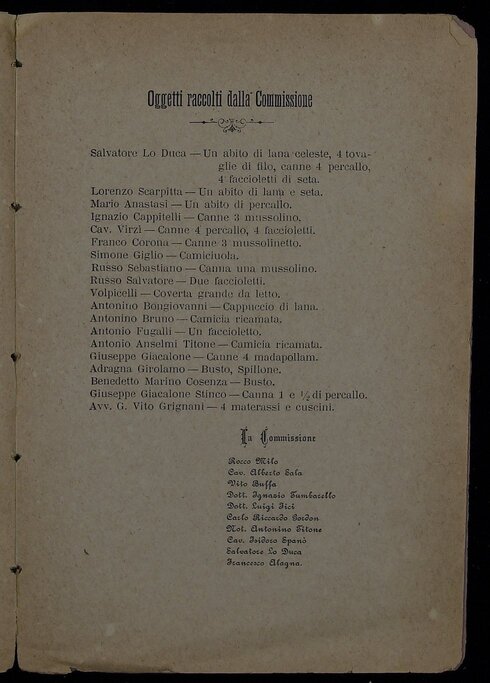 Oggetti raccolti dalla Commissione
Salvatore Lo Duca — Un abito di lana celeste, 4 tova-
glie di filo, canne 4 percallo,
4 faccioletti di seta.
Lorenzo Scarpitta — Un abito di lana e seta.
Mario Anastasi — Un abito di percallo.
Ignazio Cappitelli — Canne 3 mussolino.
Cav. Virzì — Canne 4 percallo, 4 faccioletti.
Franco Corona — Canne 3 mussolinetto.
Simone Giglio — Camiciuola.
Russo Sebastiano — Canna una mussolino.
Russo Salvatore — Due faccioletti.
Volpicelli — Coverta grande da letto.
Antonino Bongiovanni — Cappuccio di lana.
Antonino Bruno — Camicia ricamata.
Antonio Fugalli — Un faccioletto.
Antonio Anselmi Titone — Camicia ricamata.
Giuseppe Giacalone — Canne 4 madapollam.
Adragna Girolamo — Busto, Spillone.
Benedetto Marino Cosenza — Busto.
Giuseppe Giacalone Stinco — Canna 1 e ½ di percallo.
Avv. G. Vito Grignani — 4 materassi e cuscini.
La Commissione
Rocco Milo
Cav. Alberto Sala
Vito Buffa
Dott. Ignazio Tumbarello
Dott. Luigi Fici
Carlo Riccardo Gordon
Not. Antonino Titone
Cav. Isidoro Spanò
Salvatore Lo Duca
Francesco Alagna.